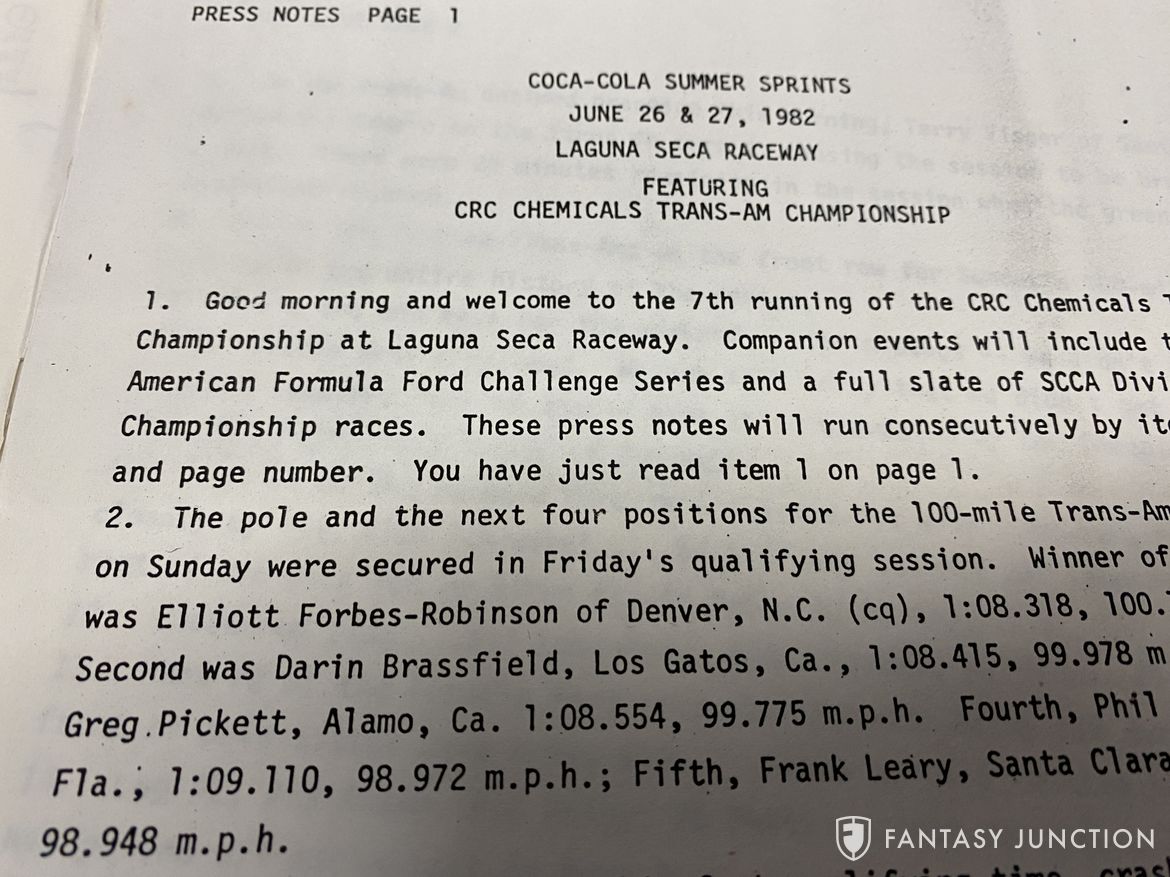 PRESS NOTES PAGE 1
COCA-COLA SUMMER SPRINTS
JUNE 26 & 27, 1982
LAGUNA SECA RACEWAY
FEATURING
CRC CHEMICALS TRANS-AM CHAMPIONSHIP
1. Good morning and welcome to the 7th running of the CRC Chemicals
Championship at Laguna Seca Raceway. Companion events will include
American Formula Ford Challenge Series and a full slate of SCCA Divi
Championship races. These press notes will run consecutively by
and page number. You have just read item 1 on page 1.
2. The pole and the next four positions for the 100-mile Trans-Am
on Sunday were secured in Friday's qualifying session. Winner of
was Elliott Forbes-Robinson of Denver, N.C. (cq), 1:08.318, 100.
Second was Darin Brassfield, Los Gatos, Ca., 1:08.415, 99.978 m
Greg Pickett, Alamo, Ca. 1:08.554, 99.775 m.p.h. Fourth, Phil
Fla., 1:09.110, 98.972 m.p.h.; Fifth, Frank Leary, Santa Clara
98.948 m.p.h.
FANTASY JUNCTION